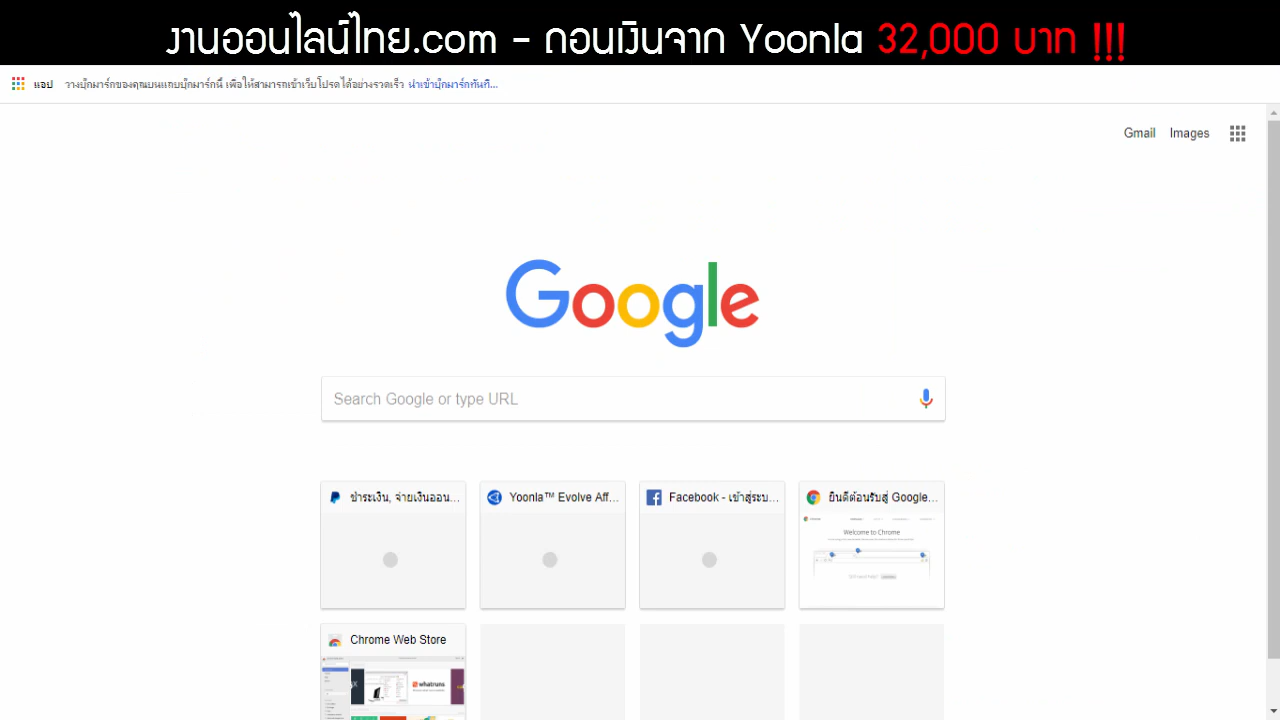 งานออนไลน์ไทย.com - ถอนเงินจาก Yoonla 32,000 บาท !!!
แอป วางบุ๊กมาร์กของคุณบนแถบบุ๊กมาร์กนี้ เพื่อให้สามารถเข้าเว็บโปรดได้อย่างรวดเร็ว นำเข้าบุ๊กมาร์กทันที...
Gmail Images
Google
Search Google or type URL
ชำระเงิน, จ่ายเงินออน... Yoonla™ Evolve Aff... Facebook - เข้าสู่ระบ... ยินดีต้อนรับสู่ Google...
Welcome to Chrome
Chrome Web Store
whatruns